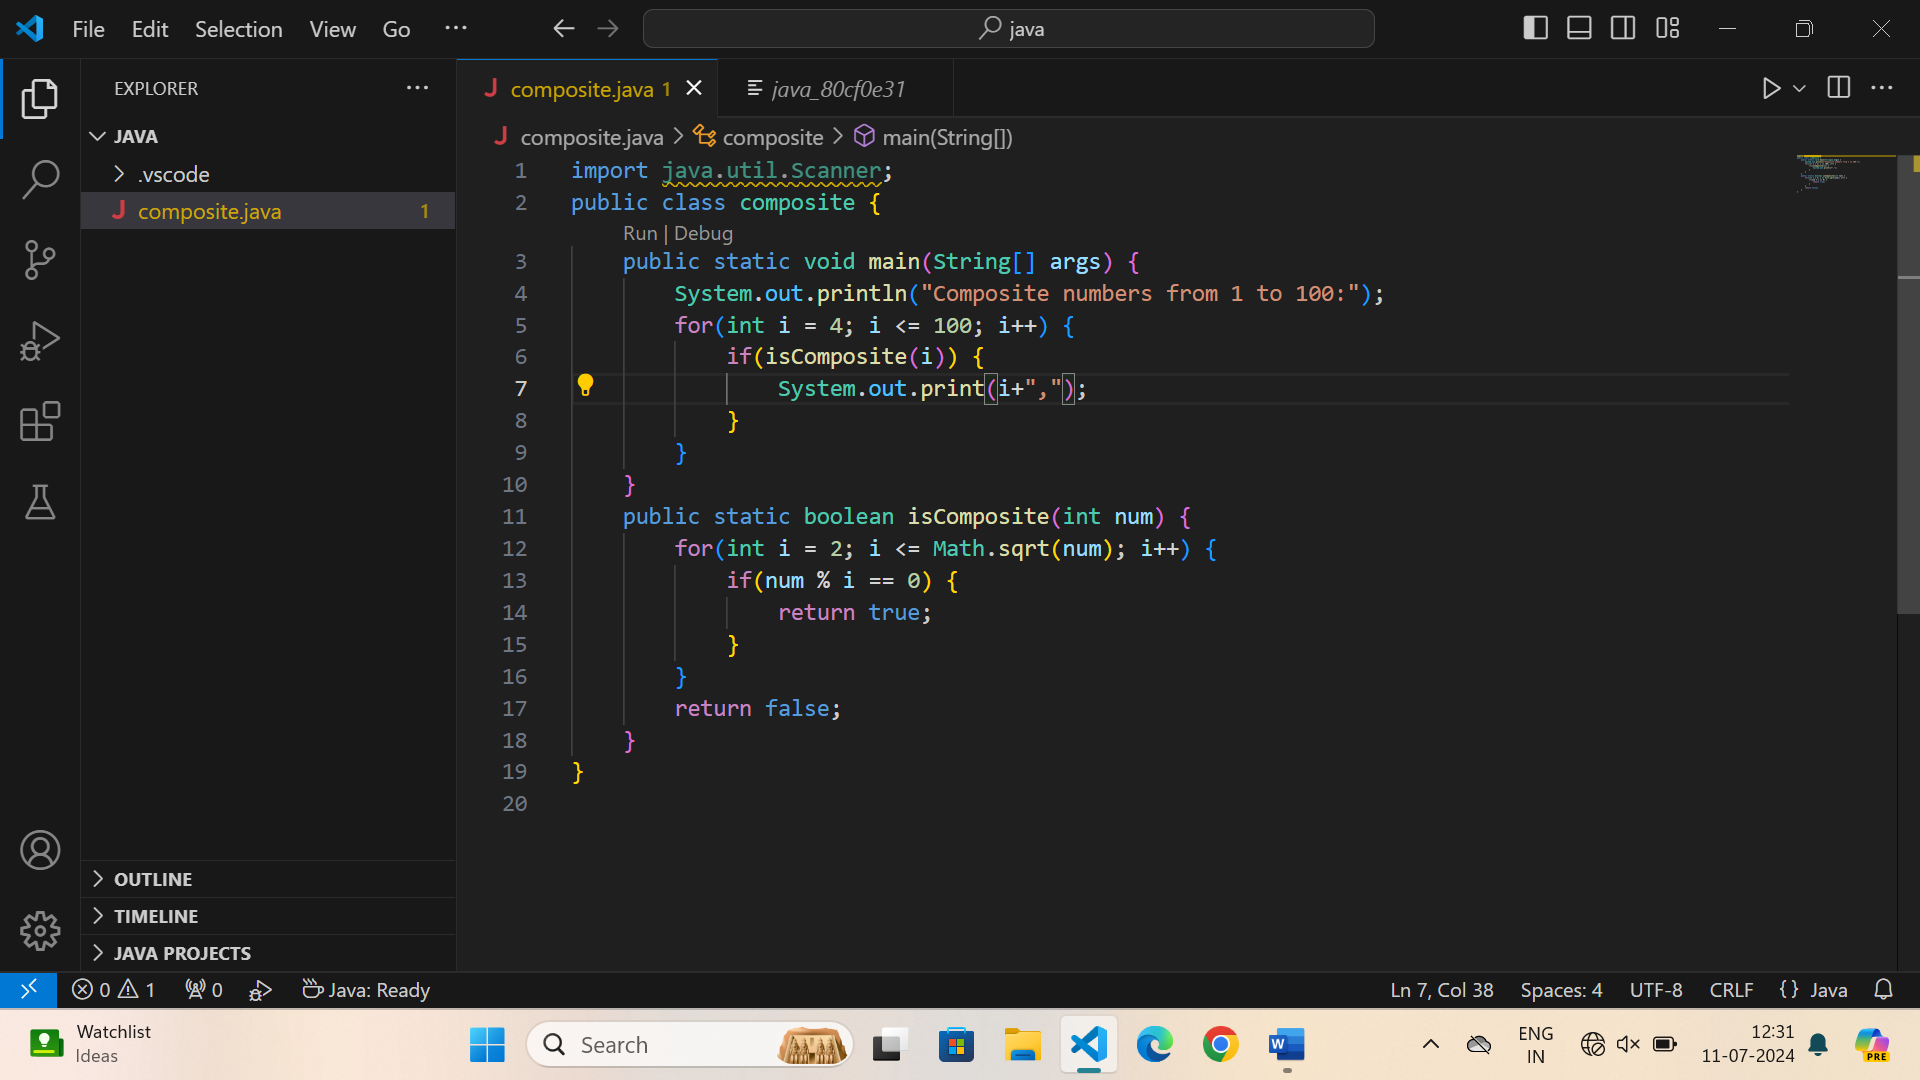 File Edit Selection View Go ··· java
EXPLORER ···
JAVA
.vscode
composite.java 1
composite.java 1 java_80cf0e31
composite.java > composite > main(String[])
1 import java.util.Scanner;
2 public class composite {
Run | Debug
3 public static void main(String[] args) {
4 System.out.println("Composite numbers from 1 to 100:");
5 for(int i = 4; i <= 100; i++) {
6 if(isComposite(i)) {
7 System.out.print(i+",");
8 }
9 }
10 }
11 public static boolean isComposite(int num) {
12 for(int i = 2; i <= Math.sqrt(num); i++) {
13 if(num % i == 0) {
14 return true;
15 }
16 }
17 return false;
18 }
19 }
20
OUTLINE
TIMELINE
JAVA PROJECTS
0 1 0 Java: Ready Ln 7, Col 38 Spaces: 4 UTF-8 CRLF {} Java
Watchlist
Ideas
Search
ENG
IN
12:31
11-07-2024
PRE